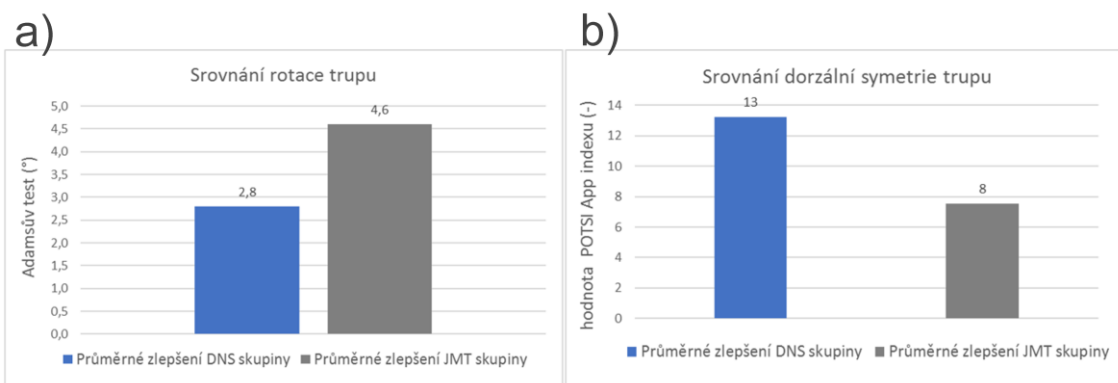 a)
Srovnání rotace trupu
Adamsův test (°)
5,0
4,5
4,0
3,5
3,0
2,5
2,0
1,5
1,0
0,5
0,0
2,8
4,6
Průměrné zlepšení DNS skupiny
Průměrné zlepšení JMT skupiny
b)
Srovnání dorzální symetrie trupu
hodnota POTSI App indexu (-)
14
12
10
8
6
4
2
0
13
8
Průměrné zlepšení DNS skupiny
Průměrné zlepšení JMT skupiny